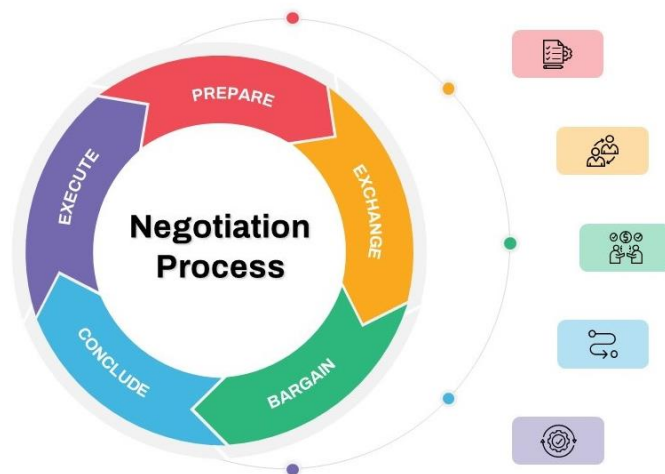 PREPARE
EXCHANGE
BARGAIN
CONCLUDE
EXECUTE
Negotiation
Process